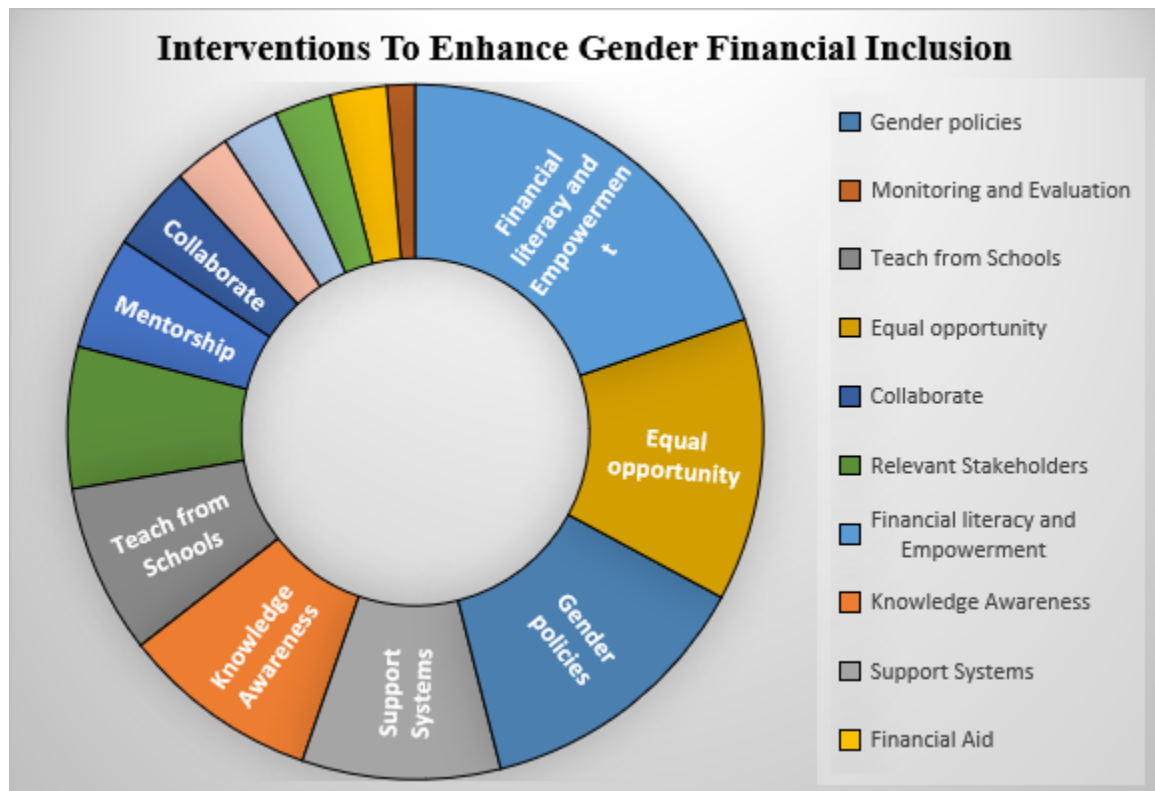 Interventions To Enhance Gender Financial Inclusion
Financial
literacy and
Empowermen
t
Equal
opportunity
Gender
policies
Support
Systems
Knowledge
Awareness
Teach from
Schools
Mentorship
Collaborate
Gender policies
Monitoring and Evaluation
Teach from Schools
Equal opportunity
Collaborate
Relevant Stakeholders
Financial literacy and
Empowerment
Knowledge Awareness
Support Systems
Financial Aid